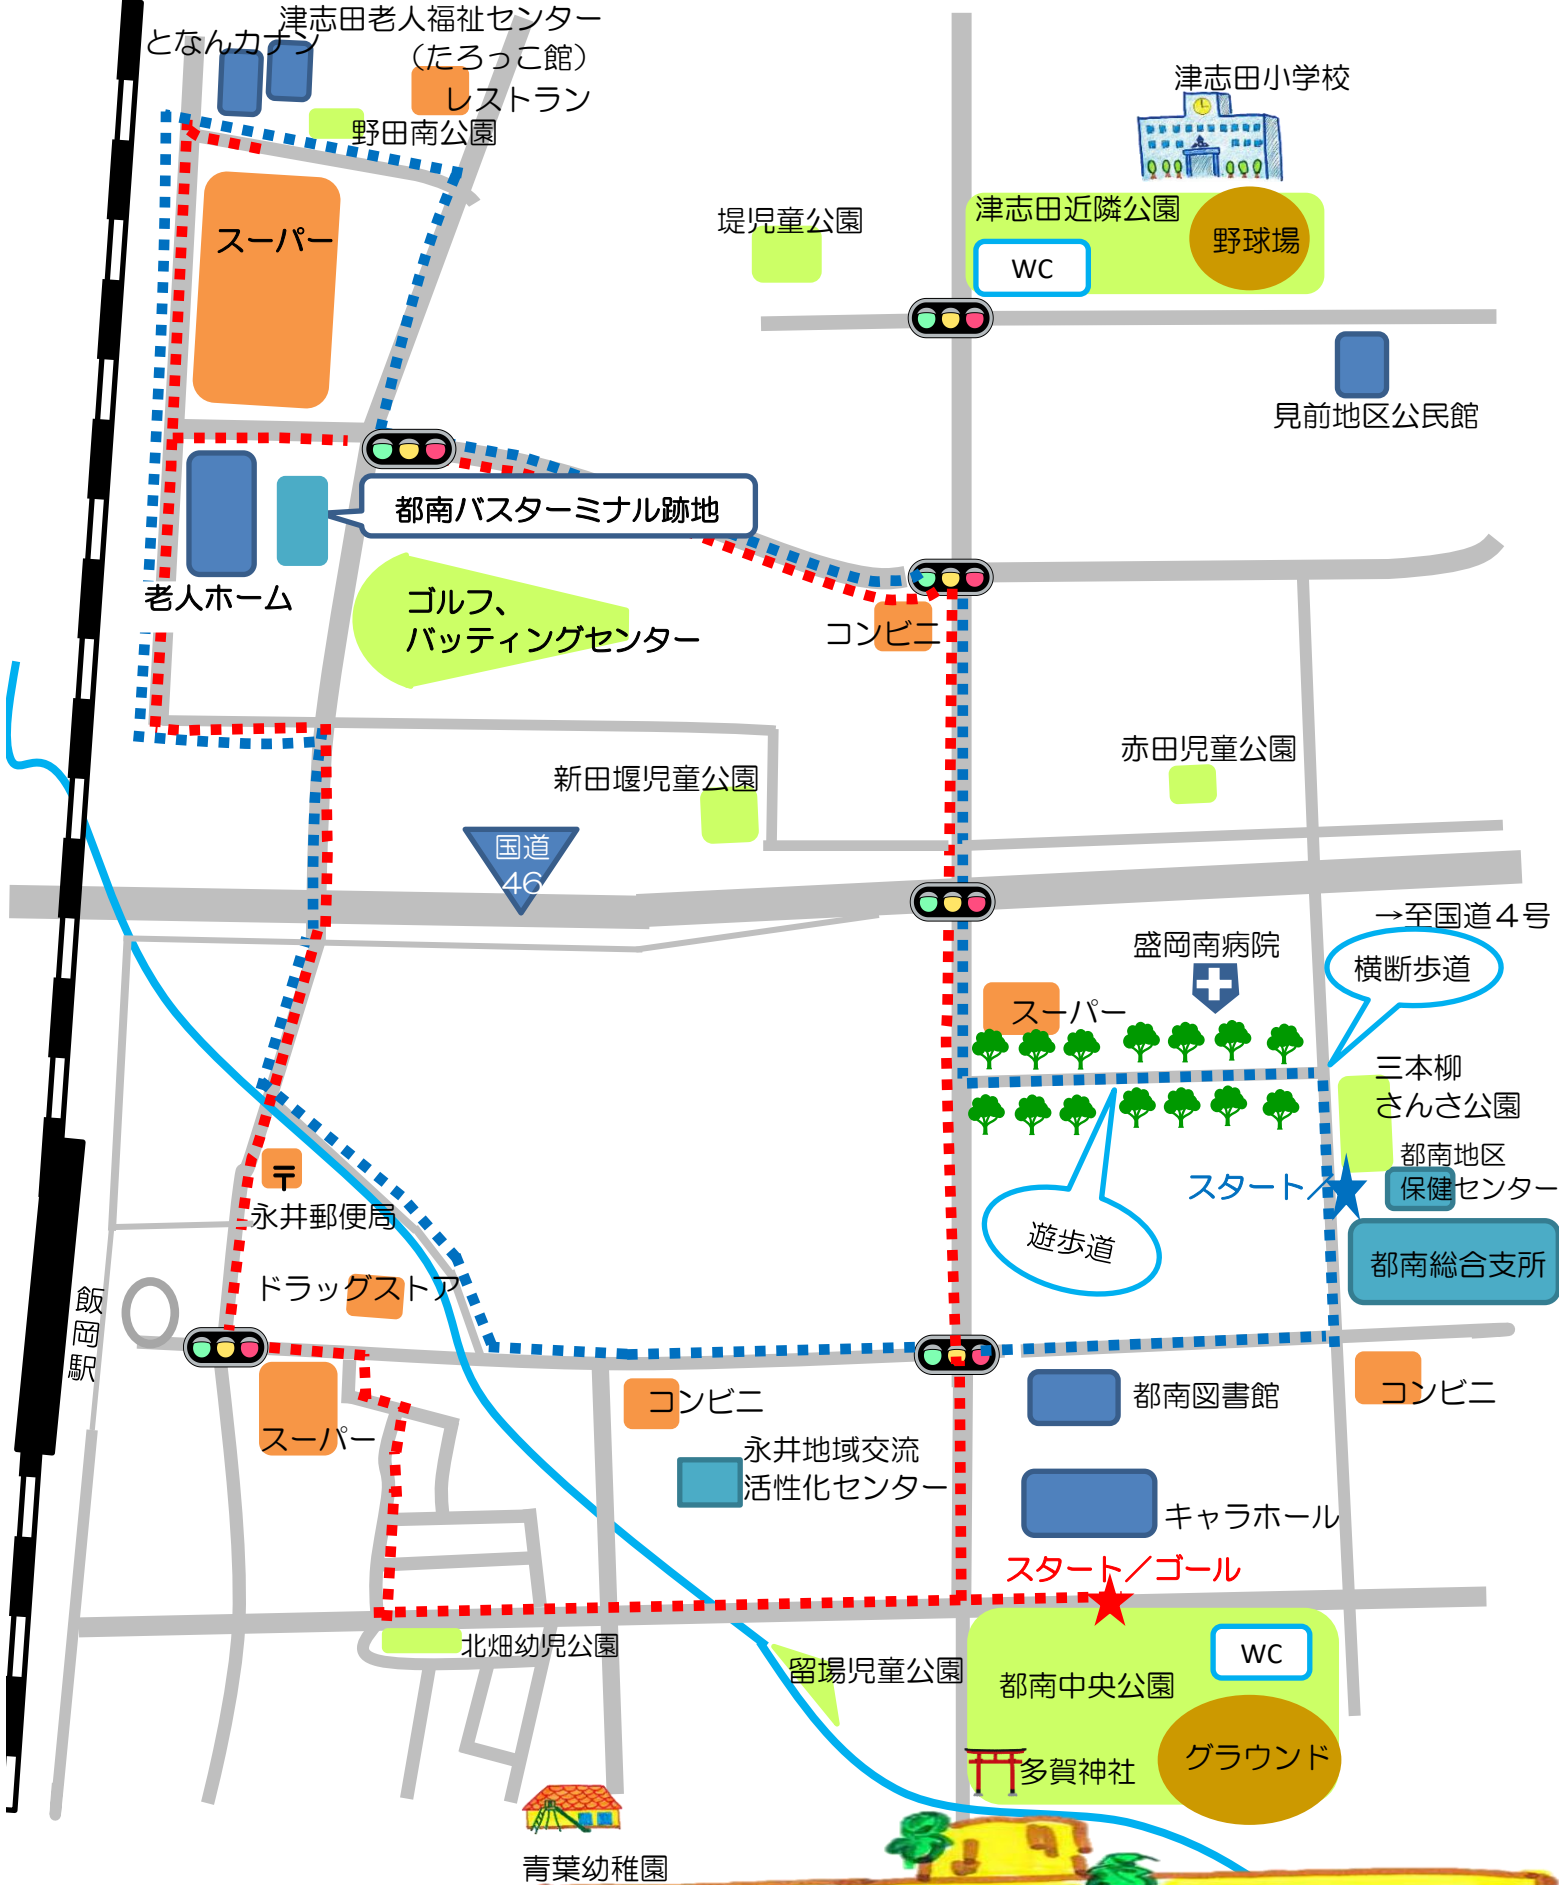 津志田老人福祉センター
(たろっこ館)
となんカナン
レストラン
野田南公園
津志田小学校
スーパー
堤児童公園
津志田近隣公園
野球場
WC
見前地区公民館
都南バスターミナル跡地
老人ホーム
ゴルフ、
バッティングセンター
コンビニ
新田堰児童公園
赤田児童公園
国道
46
→至国道4号
盛岡南病院
横断歩道
スーパー
三本柳
さんさ公園
都南地区
保健センター
スタート/
遊歩道
都南総合支所
〒
永井郵便局
ドラッグストア
飯岡駅
スーパー
コンビニ
都南図書館
コンビニ
永井地域交流
活性化センター
キャラホール
スタート/ゴール
北畑幼児公園
留場児童公園
WC
都南中央公園
グラウンド
多賀神社
青葉幼稚園